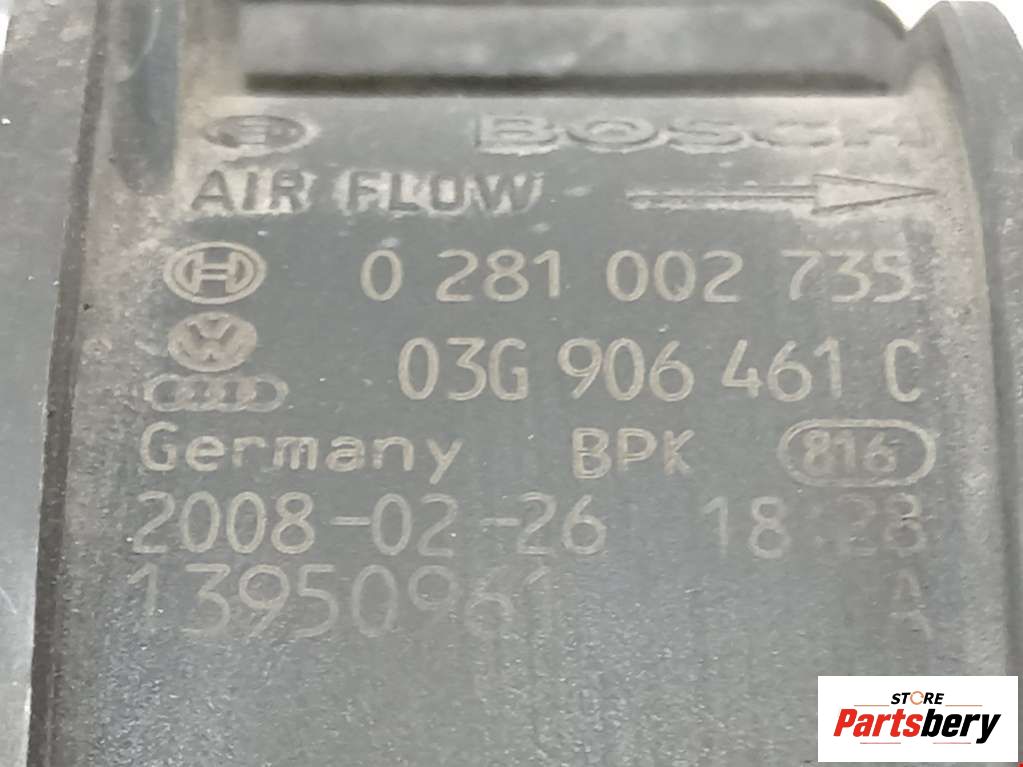 BOSCH
AIR FLOW
0 281 002 735
03G 906 461 C
Germany BPK 816
2008-02-26 18:28
13950961 A
STORE
Partsbery